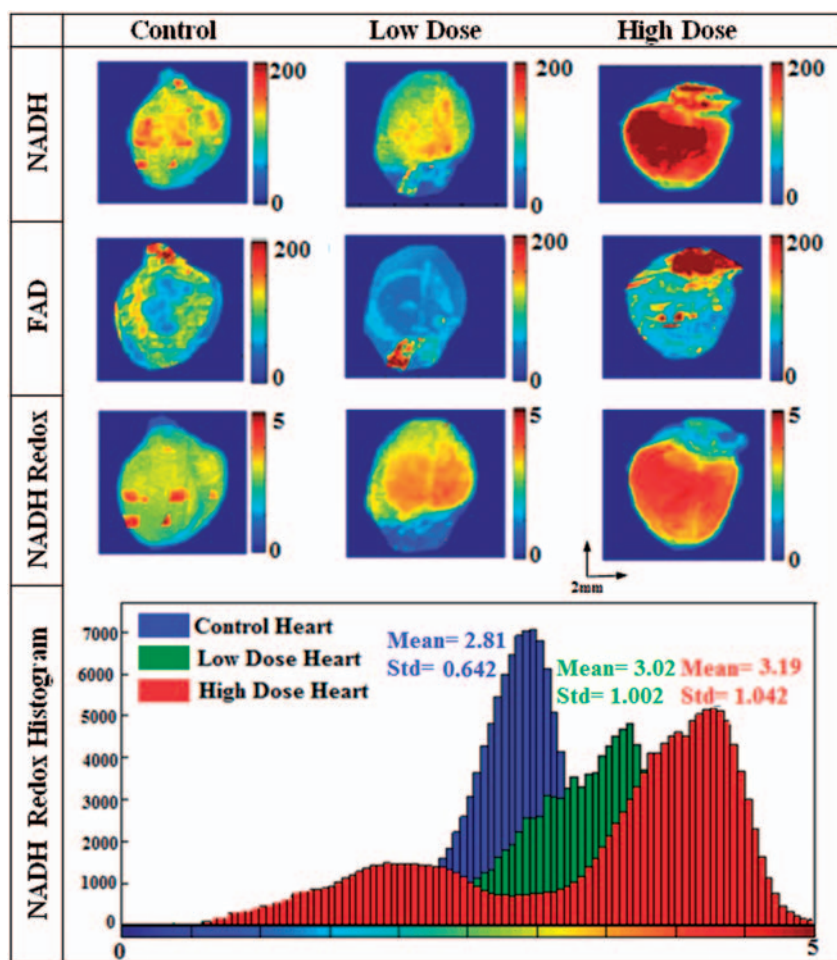 Control Low Dose High Dose
NADH
200 200 200
0 0 0
FAD
200 200 200
0 0 0
NADH Redox
5 5 5
0 0 0
2mm
NADH Redox Histogram
7000
6000
5000
4000
3000
2000
1000
0
Control Heart
Low Dose Heart
High Dose Heart
Mean= 2.81
Std= 0.642
Mean= 3.02
Std= 1.002
Mean= 3.19
Std= 1.042
0 5